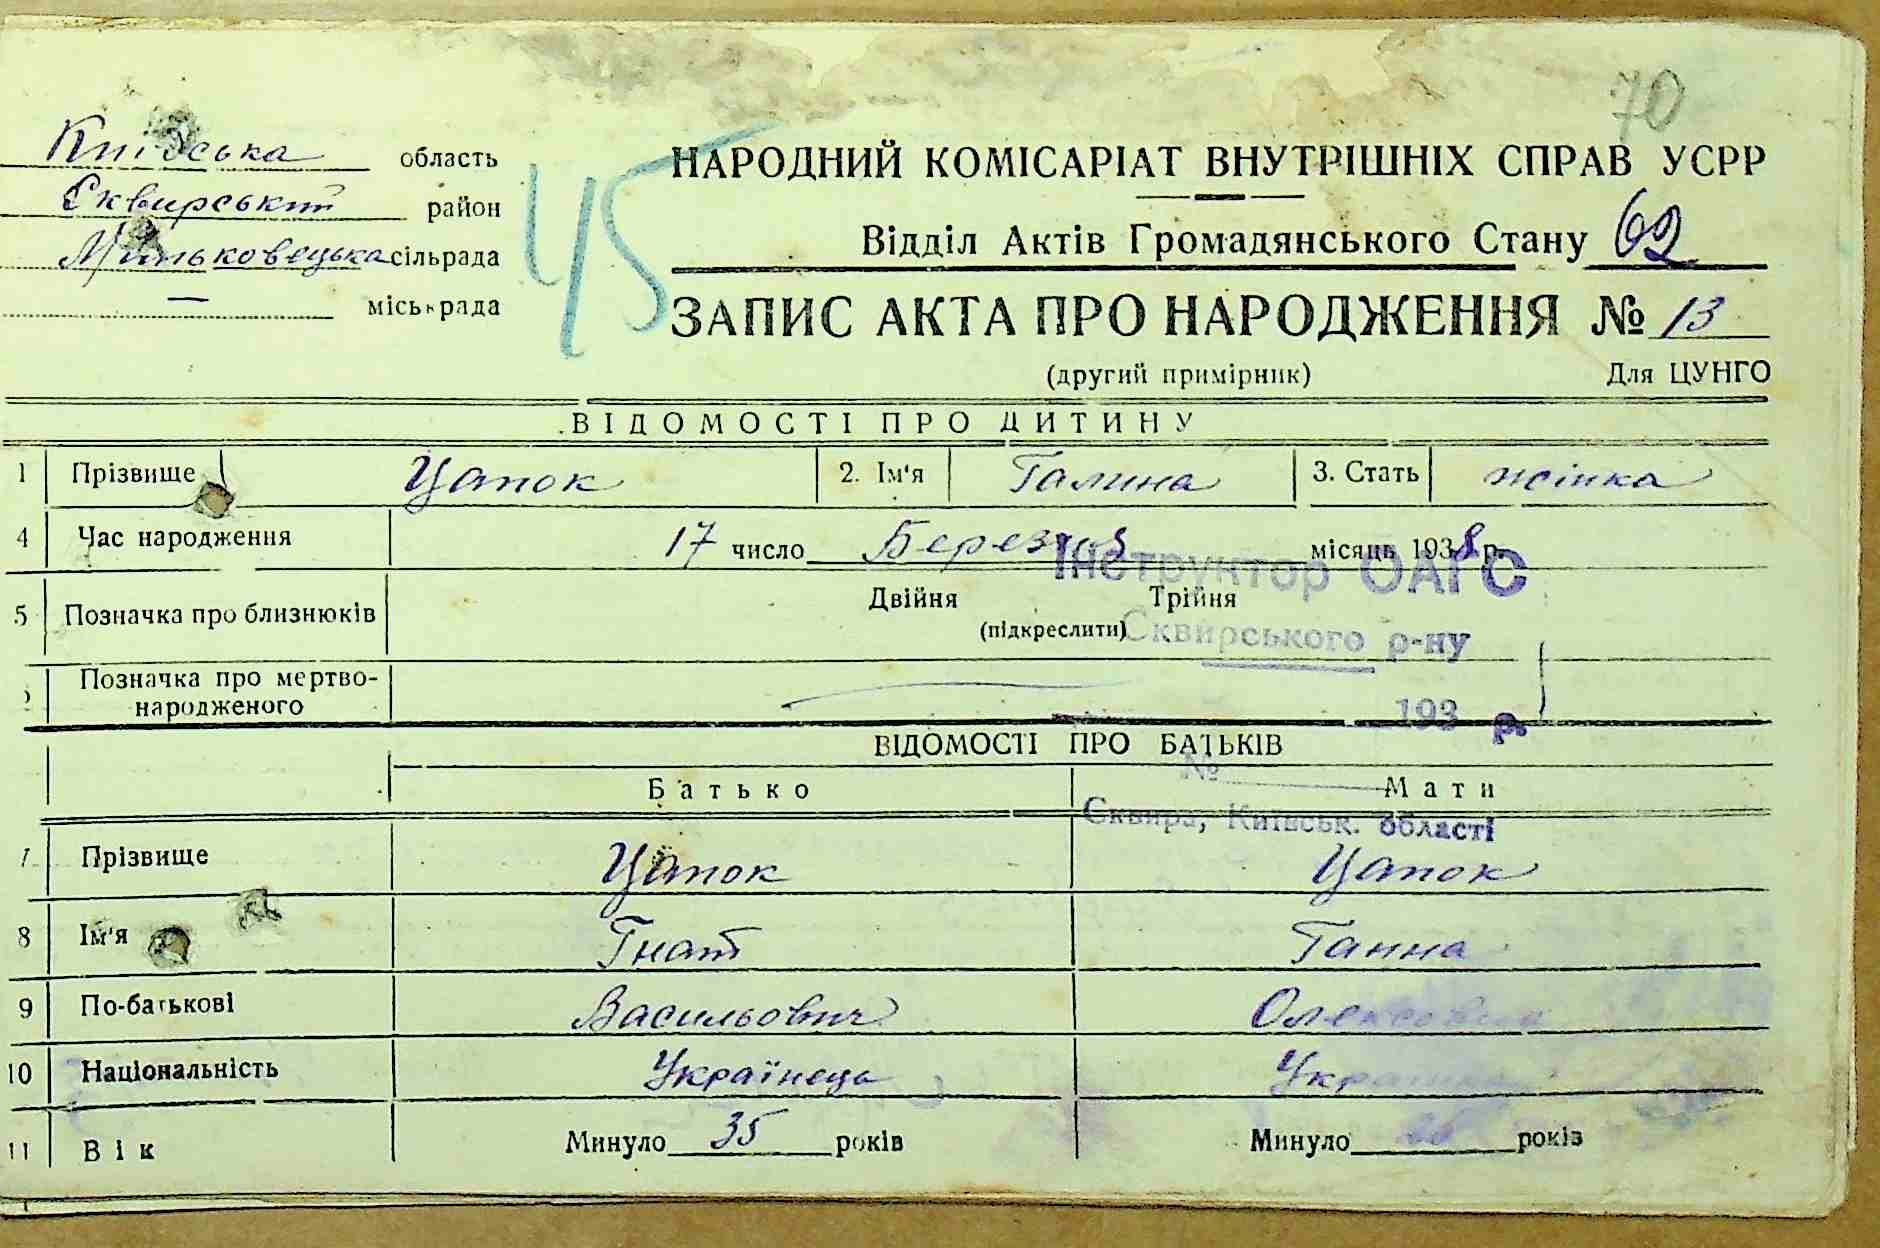 70
Київська область
Сквирський район
Миньковецька сільрада
— міськрада
45
НАРОДНИЙ КОМІСАРІАТ ВНУТРІШНІХ СПРАВ УСРР
Відділ Актів Громадянського Стану 62
ЗАПИС АКТА ПРО НАРОДЖЕННЯ № 13
(другий примірник) Для ЦУНГО
ВІДОМОСТІ ПРО ДИТИНУ
1 Прізвище Цапок 2. Ім'я Галина 3. Стать жінка
4 Час народження 17 число Березня місяць 1938 р.
Інструктор ОАГС
5 Позначка про близнюків Двійня Трійня
(підкреслити)
Сквирського р-ну
Позначка про мертво-
народженого
193 р.
ВІДОМОСТІ ПРО БАТЬКІВ
№
Батько Мати
Сквира, Київськ. області
7 Прізвище Цапок Цапок
8 Ім'я Гнат Ганна
9 По-батькові Васильович
10 Національність Українець
11 Вік Минуло 35 років Минуло років